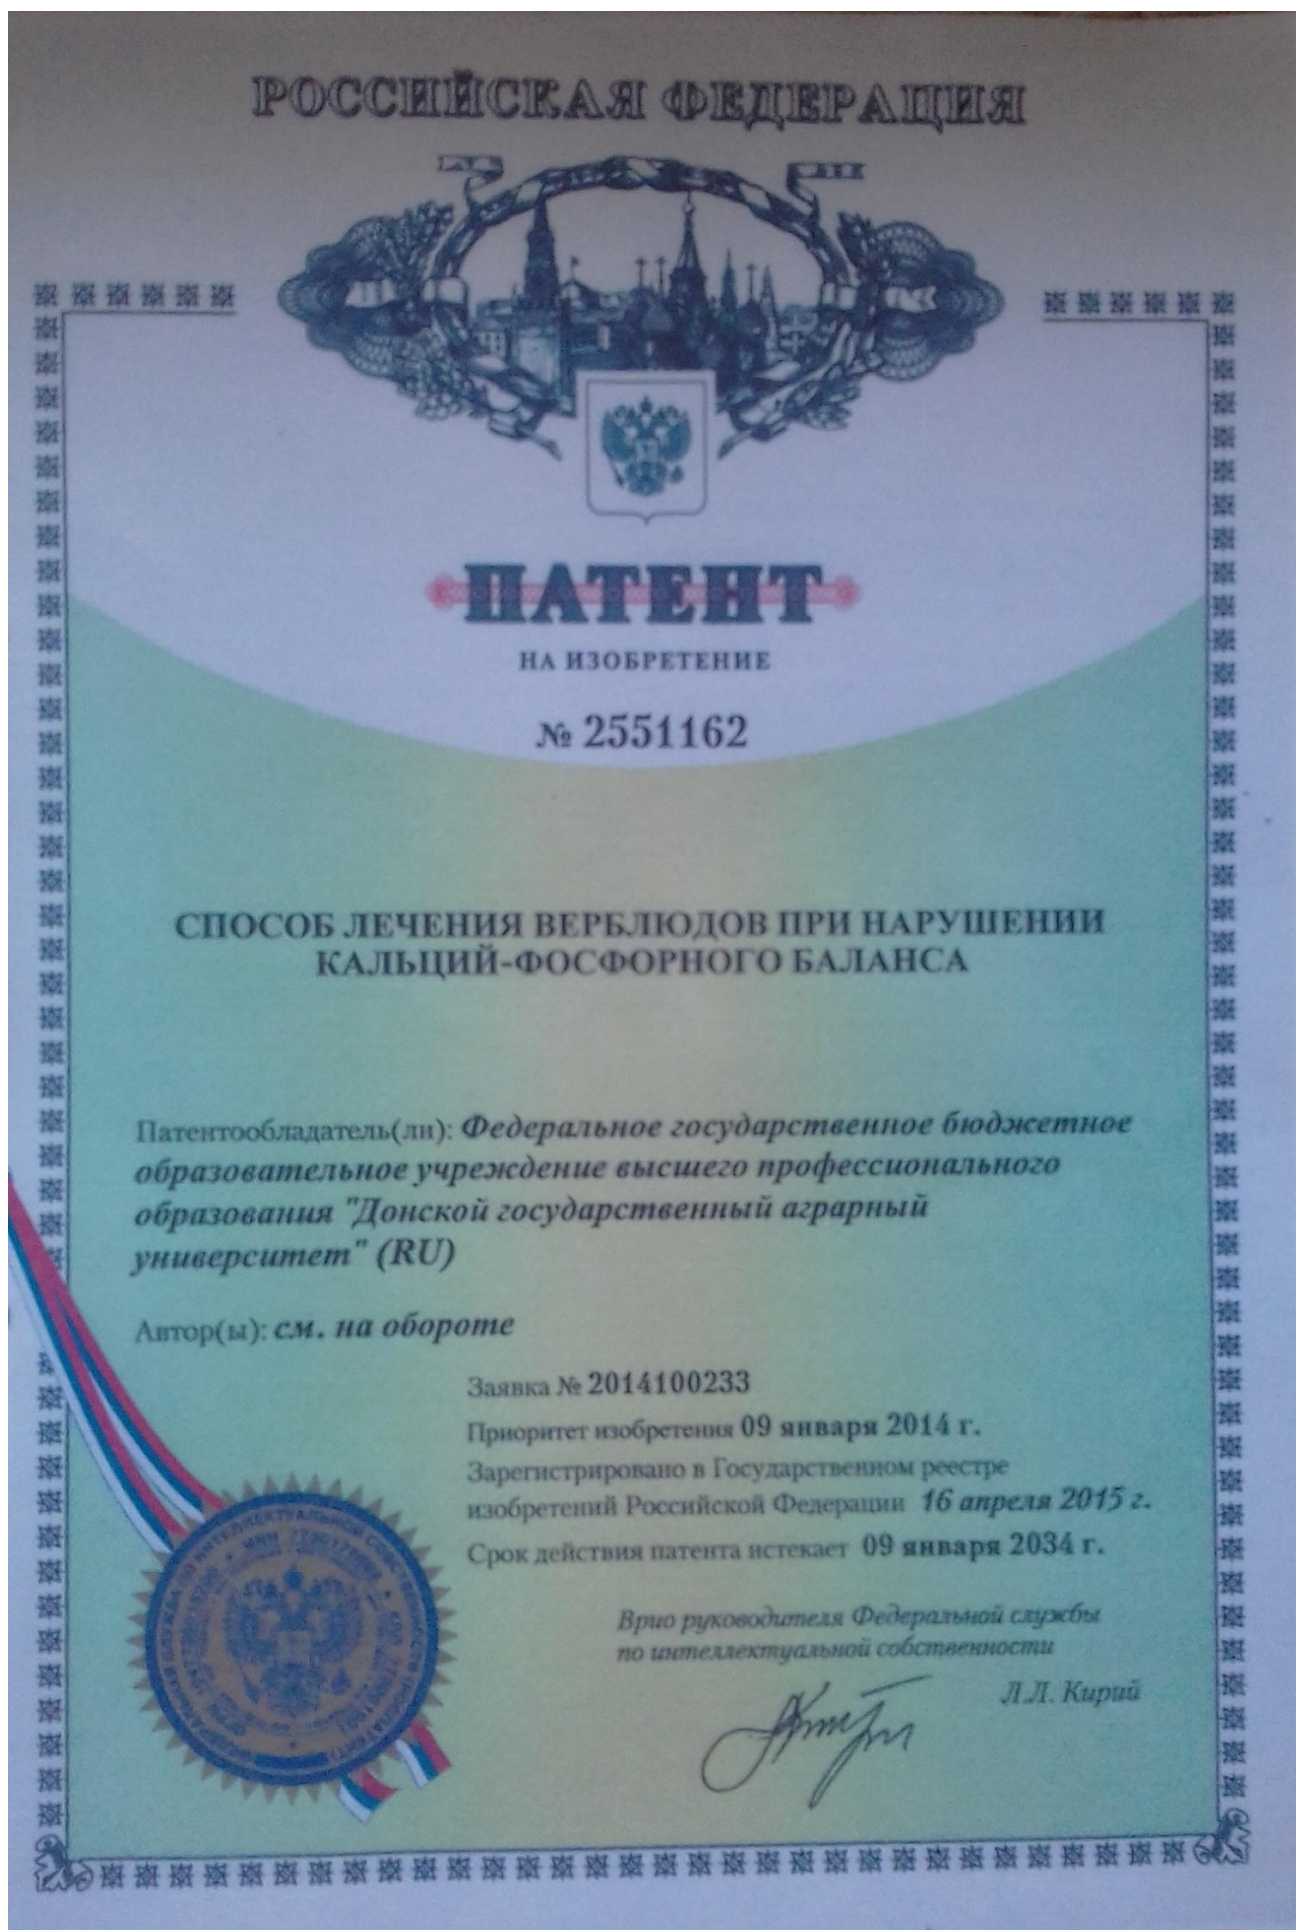 РОССИЙСКАЯ ФЕДЕРАЦИЯ
ПАТЕНТ
НА ИЗОБРЕТЕНИЕ
№ 2551162
СПОСОБ ЛЕЧЕНИЯ ВЕРБЛЮДОВ ПРИ НАРУШЕНИИ
КАЛЬЦИЙ-ФОСФОРНОГО БАЛАНСА
Патентообладатель(ли): Федеральное государственное бюджетное
образовательное учреждение высшего профессионального
образования "Донской государственный аграрный
университет" (RU)
Автор(ы): см. на обороте
Заявка № 2014100233
Приоритет изобретения 09 января 2014 г.
Зарегистрировано в Государственном реестре
изобретений Российской Федерации 16 апреля 2015 г.
Срок действия патента истекает 09 января 2034 г.
Врио руководителя Федеральной службы
по интеллектуальной собственности
Л.Л. Кирий